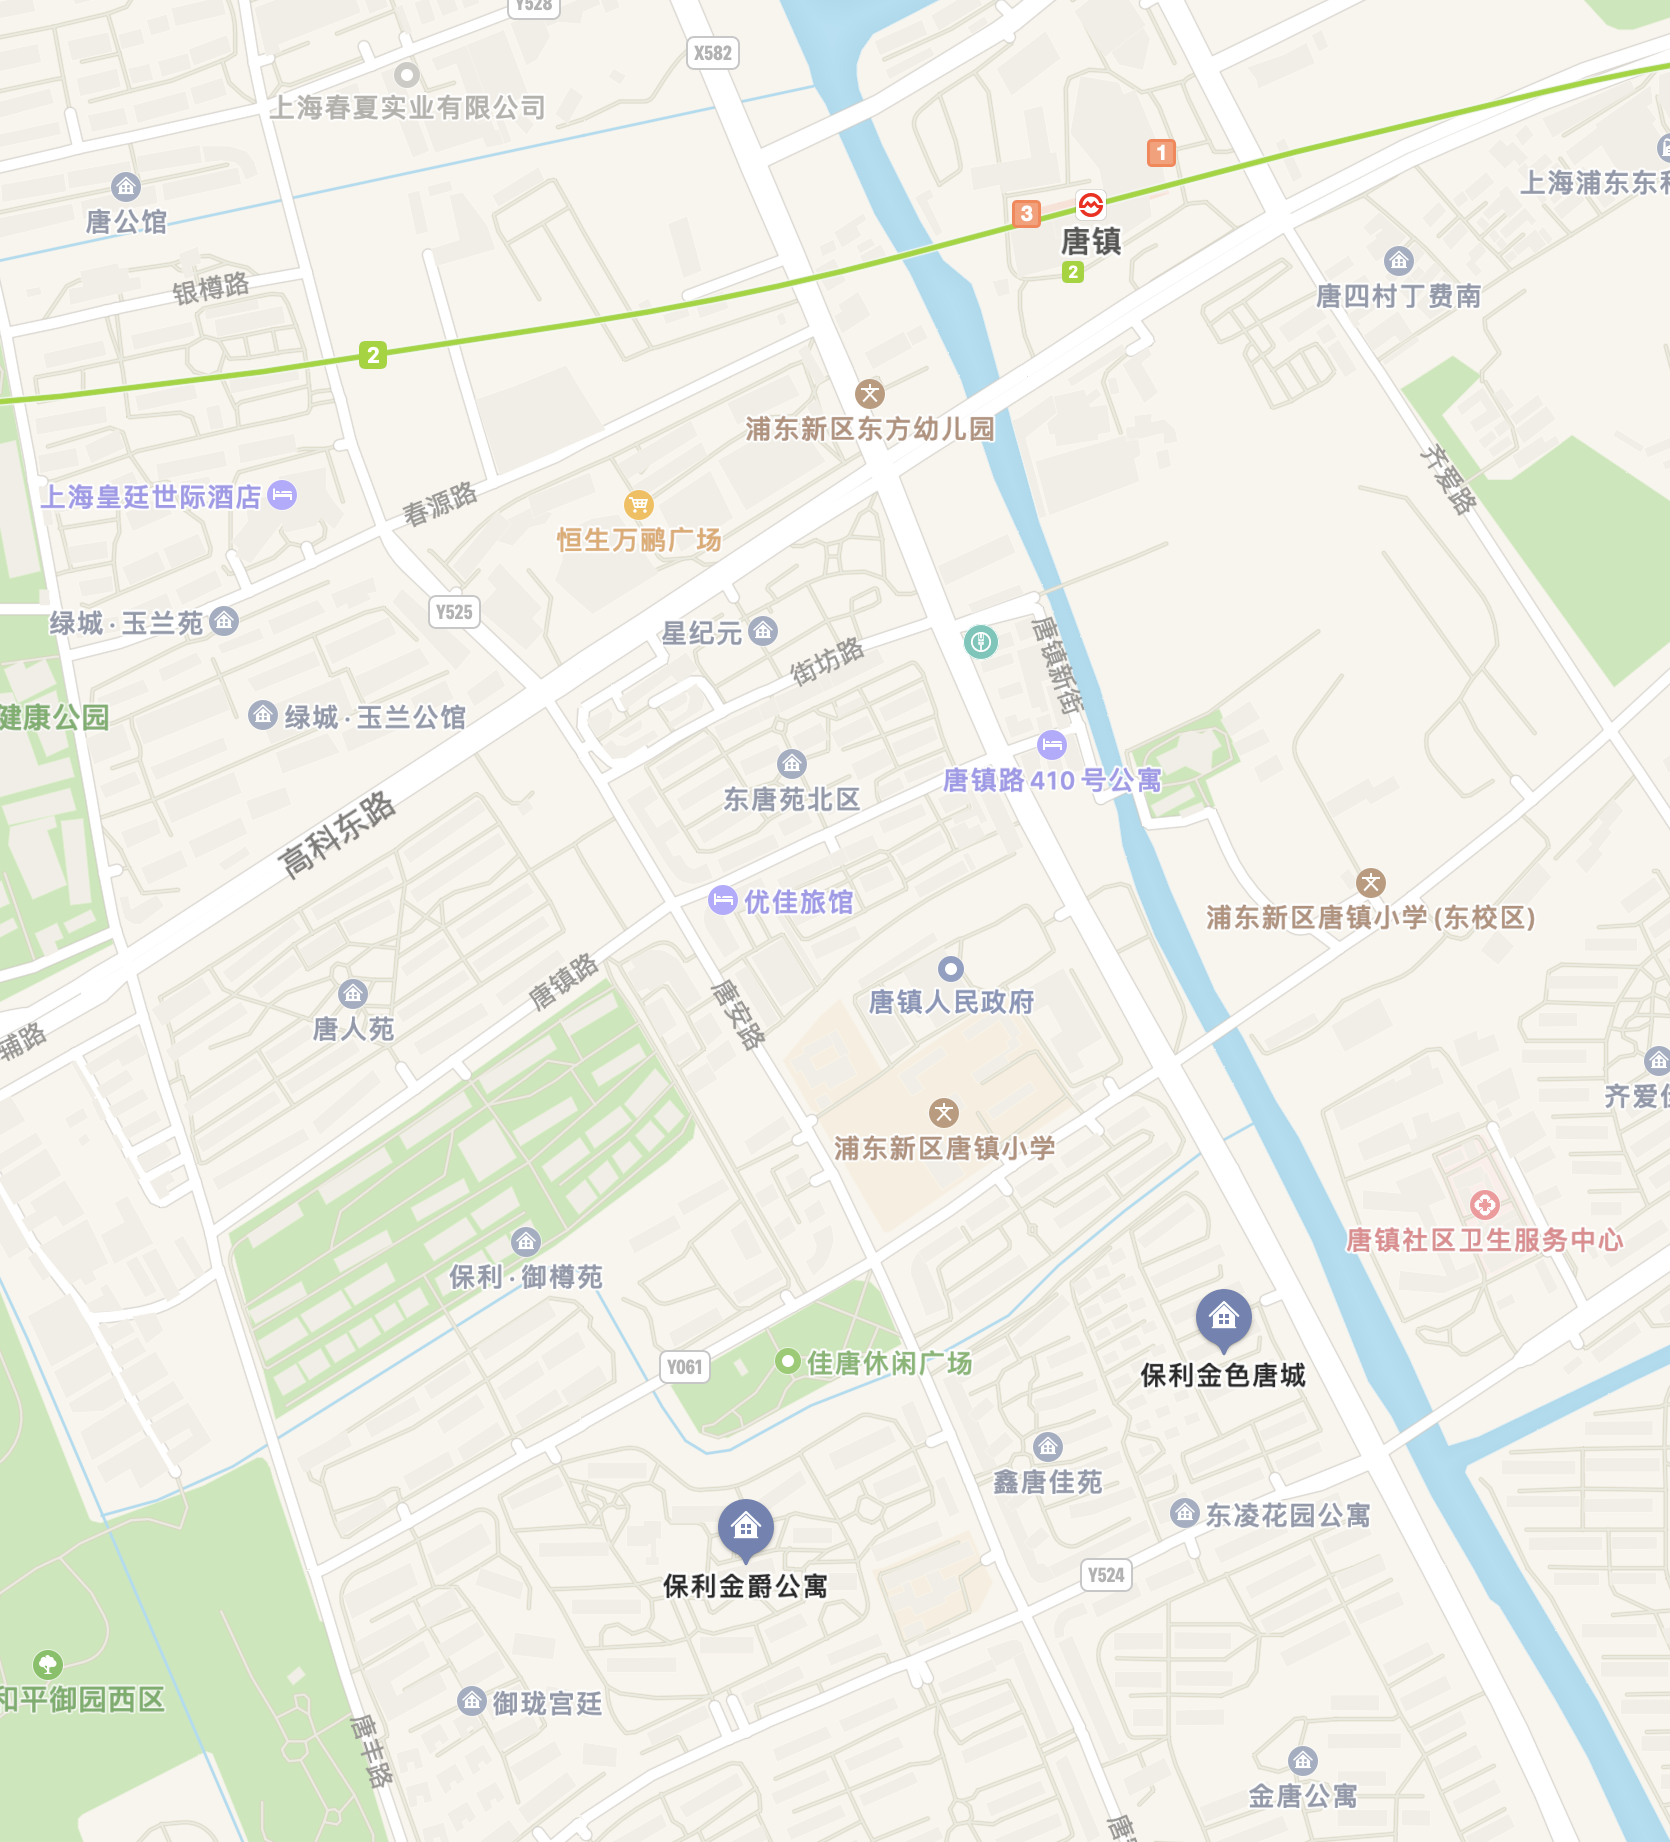 Y528
X582
上海春夏实业有限公司
1
唐公馆
上海浦东东
3
唐镇
2
银樽路
唐四村丁费南
2
浦东新区东方幼儿园
齐爱路
上海皇廷世际酒店
春源路
恒生万鹂广场
Y525
绿城·玉兰苑
星纪元
街坊路
唐镇新街
健康公园
绿城·玉兰公馆
唐镇路410号公寓
东唐苑北区
高科东路
优佳旅馆
浦东新区唐镇小学(东校区)
唐镇路
唐安路
唐镇人民政府
唐人苑
辅路
齐爱佳
浦东新区唐镇小学
唐镇社区卫生服务中心
保利·御樽苑
Y061
佳唐休闲广场
保利金色唐城
鑫唐佳苑
东凌花园公寓
保利金爵公寓
Y524
和平御园西区
御珑宫廷
唐丰路
金唐公寓
唐